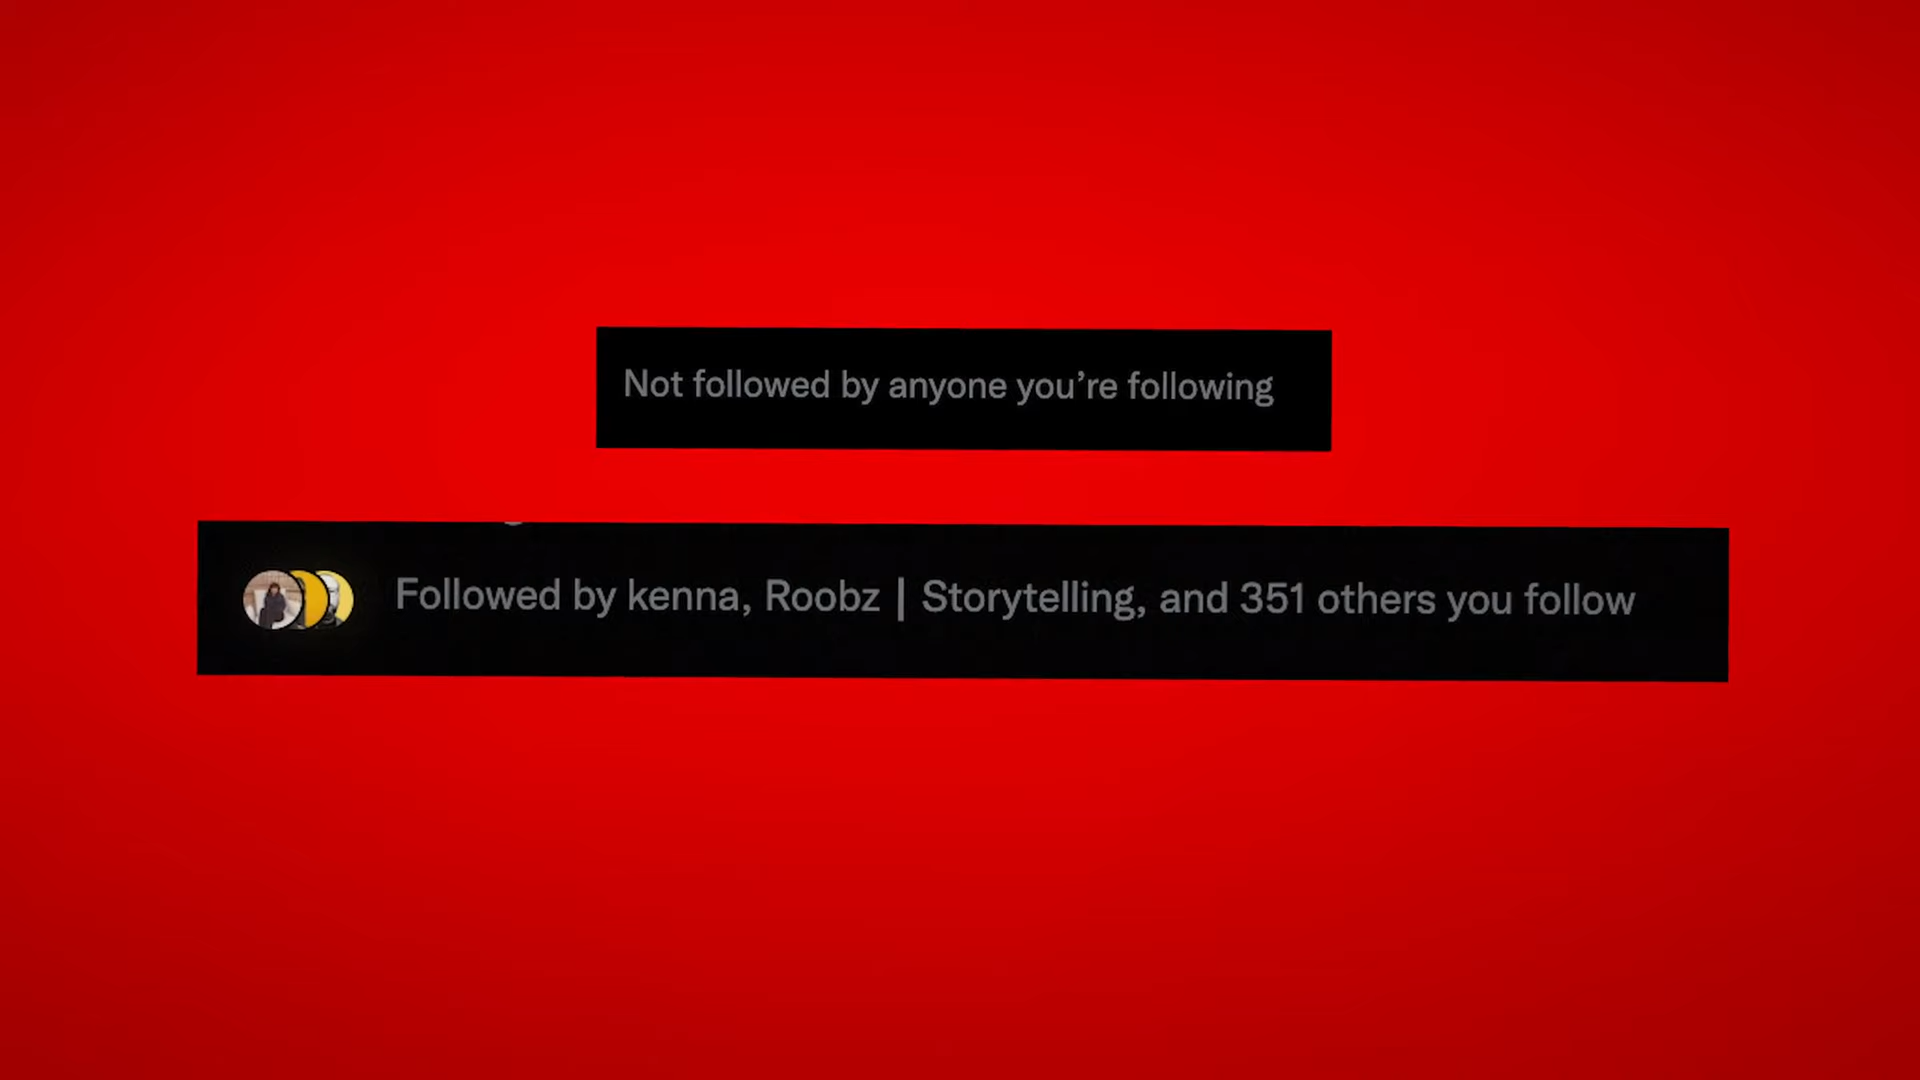 Not followed by anyone you’re following
Followed by kenna, Roobz | Storytelling, and 351 others you follow